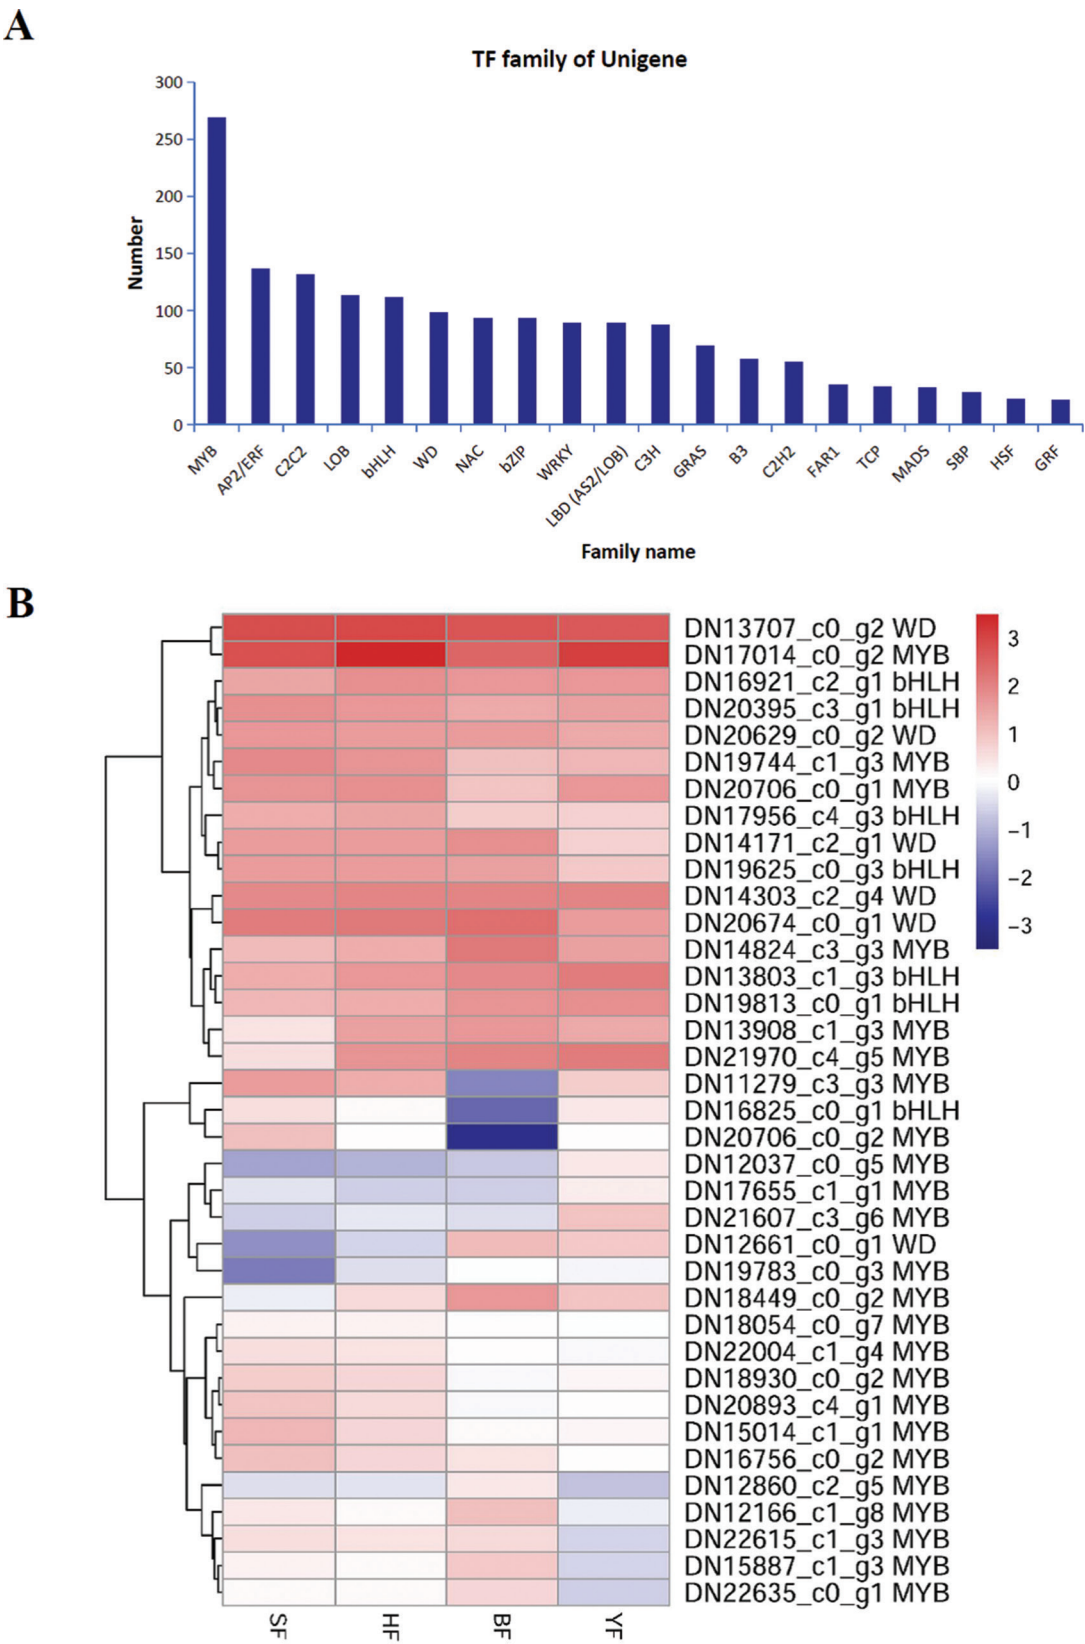 A
TF family of Unigene
Number
300
250
200
150
100
50
0
MYB
AP2/ERF
C2C2
LOB
bHLH
WD
NAC
bZIP
WRKY
LBD (AS2/LOB)
C3H
GRAS
B3
C2H2
FAR1
TCP
MADS
SBP
HSF
GRF
Family name
B
DN13707_c0_g2 WD
DN17014_c0_g2 MYB
DN16921_c2_g1 bHLH
DN20395_c3_g1 bHLH
DN20629_c0_g2 WD
DN19744_c1_g3 MYB
DN20706_c0_g1 MYB
DN17956_c4_g3 bHLH
DN14171_c2_g1 WD
DN19625_c0_g3 bHLH
DN14303_c2_g4 WD
DN20674_c0_g1 WD
DN14824_c3_g3 MYB
DN13803_c1_g3 bHLH
DN19813_c0_g1 bHLH
DN13908_c1_g3 MYB
DN21970_c4_g5 MYB
DN11279_c3_g3 MYB
DN16825_c0_g1 bHLH
DN20706_c0_g2 MYB
DN12037_c0_g5 MYB
DN17655_c1_g1 MYB
DN21607_c3_g6 MYB
DN12661_c0_g1 WD
DN19783_c0_g3 MYB
DN18449_c0_g2 MYB
DN18054_c0_g7 MYB
DN22004_c1_g4 MYB
DN18930_c0_g2 MYB
DN20893_c4_g1 MYB
DN15014_c1_g1 MYB
DN16756_c0_g2 MYB
DN12860_c2_g5 MYB
DN12166_c1_g8 MYB
DN22615_c1_g3 MYB
DN15887_c1_g3 MYB
DN22635_c0_g1 MYB
3
2
1
0
−1
−2
−3
SF
HF
BF
YF